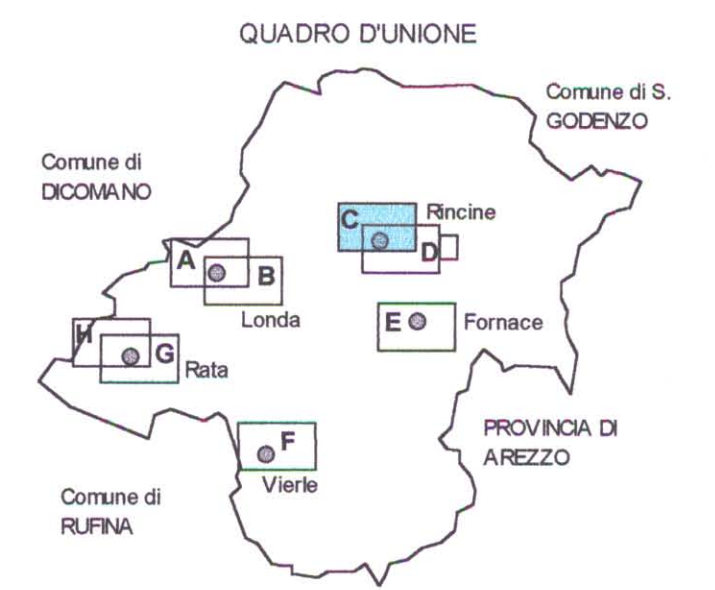 QUADRO D'UNIONE
Comune di S.
GODENZO
Comune di
DICOMANO
C
Rincine
D
A
B
Londa
E
Fornace
H
G
Rata
F
Vierle
PROVINCIA DI
AREZZO
Comune di
RUFINA